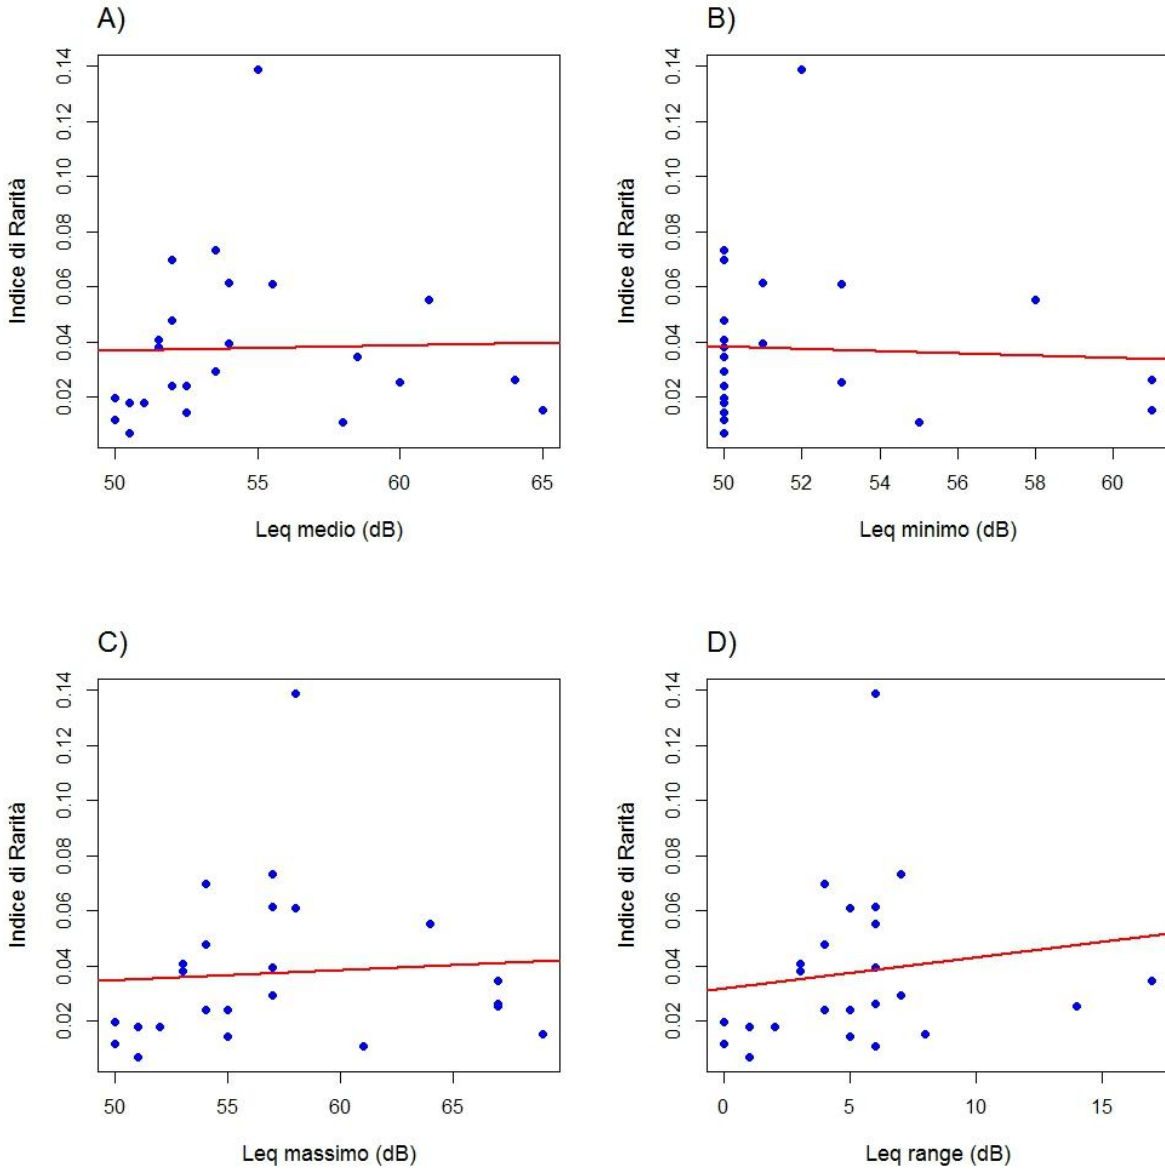 A)
Indice di Rarità
0.14
0.12
0.10
0.08
0.06
0.04
0.02
50 55 60 65
Leq medio (dB)
B)
Indice di Rarità
0.14
0.12
0.10
0.08
0.06
0.04
0.02
50 52 54 56 58 60
Leq minimo (dB)
C)
Indice di Rarità
0.14
0.12
0.10
0.08
0.06
0.04
0.02
50 55 60 65
Leq massimo (dB)
D)
Indice di Rarità
0.14
0.12
0.10
0.08
0.06
0.04
0.02
0 5 10 15
Leq range (dB)